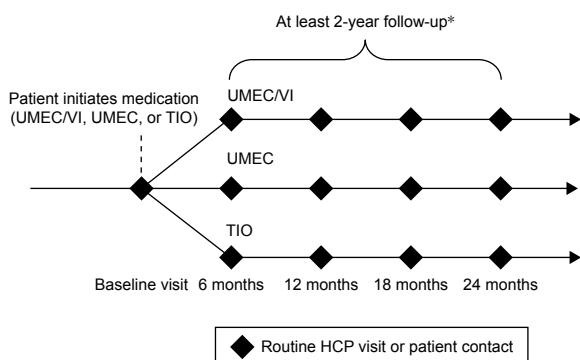 At least 2-year follow-up*
Patient initiates medication
(UMEC/VI, UMEC, or TIO)
UMEC/VI
UMEC
TIO
Baseline visit 6 months 12 months 18 months 24 months
Routine HCP visit or patient contact